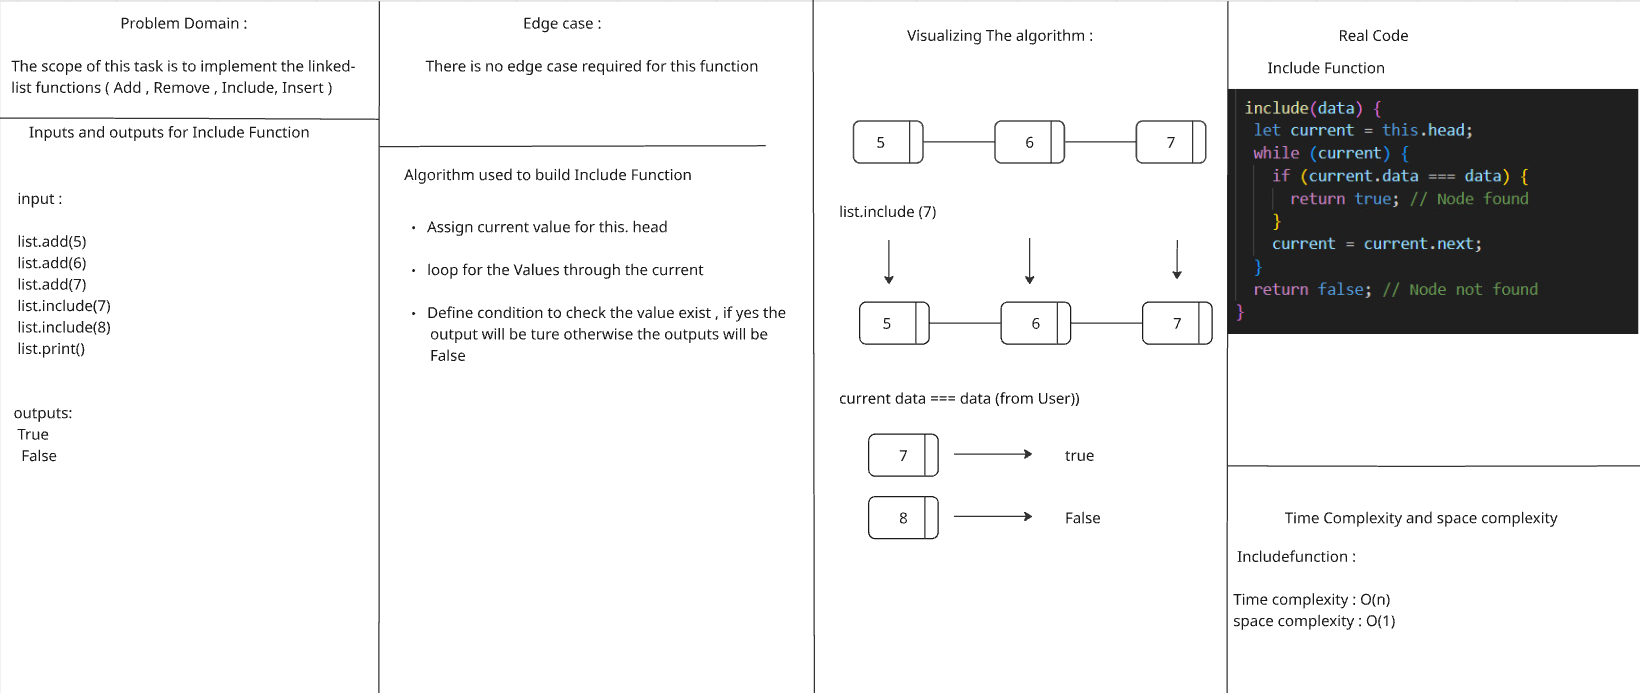 Problem Domain :
The scope of this task is to implement the linked-
list functions ( Add , Remove , Include, Insert )
Inputs and outputs for Include Function
input :
list.add(5)
list.add(6)
list.add(7)
list.include(7)
list.include(8)
list.print()
outputs:
True
False
Edge case :
There is no edge case required for this function
Algorithm used to build Include Function
• Assign current value for this. head
• loop for the Values through the current
• Define condition to check the value exist , if yes the
output will be ture otherwise the outputs will be
False
Visualizing The algorithm :
5 6 7
list.include (7)
5 6 7
current data === data (from User))
7 true
8 False
Real Code
Include Function
include(data) {
let current = this.head;
while (current) {
if (current.data === data) {
return true; // Node found
}
current = current.next;
}
return false; // Node not found
}
Time Complexity and space complexity
Includefunction :
Time complexity : O(n)
space complexity : O(1)